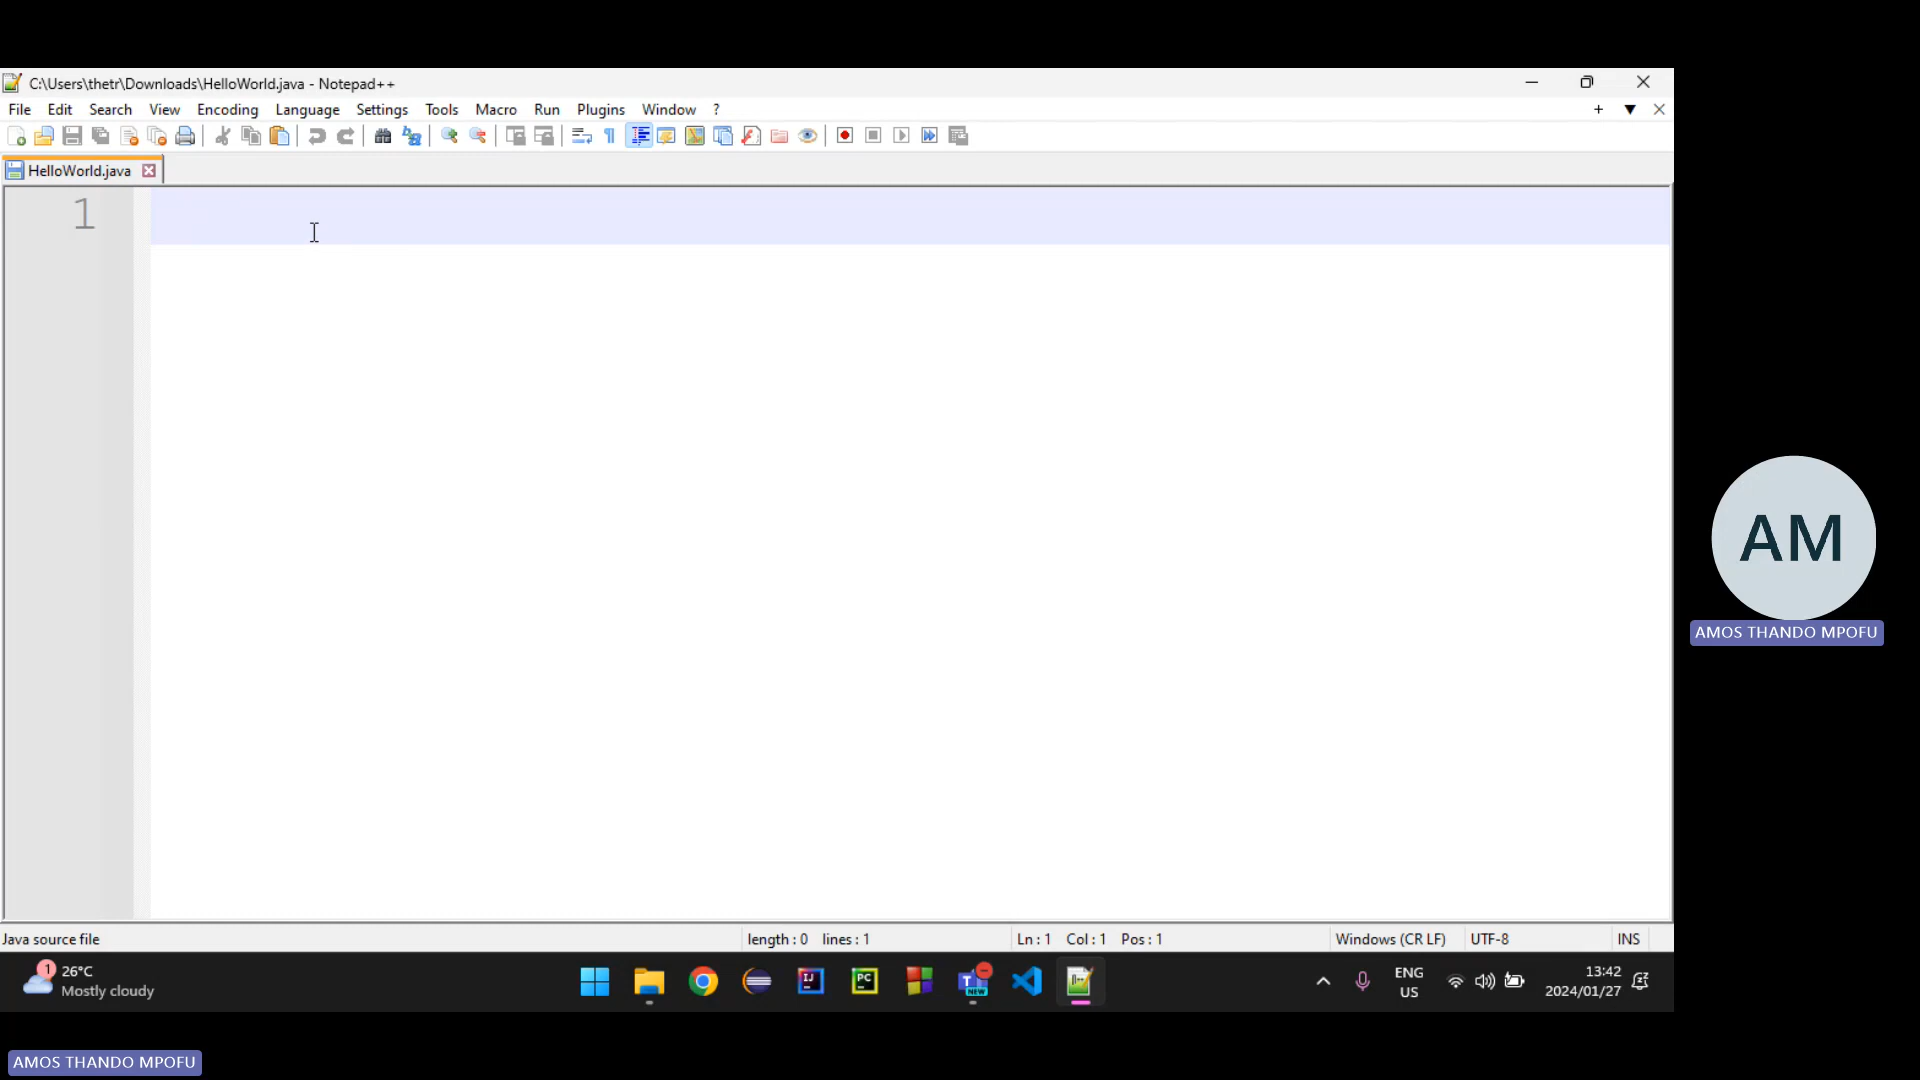 C:\Users\thetr\Downloads\HelloWorld.java - Notepad++
File Edit Search View Encoding Language Settings Tools Macro Run Plugins Window ?
HelloWorld.java
1
AM
AMOS THANDO MPOFU
Java source file length : 0 lines : 1 Ln : 1 Col : 1 Pos : 1 Windows (CR LF) UTF-8 INS
1 26°C
Mostly cloudy
ENG
US
13:42
2024/01/27
AMOS THANDO MPOFU